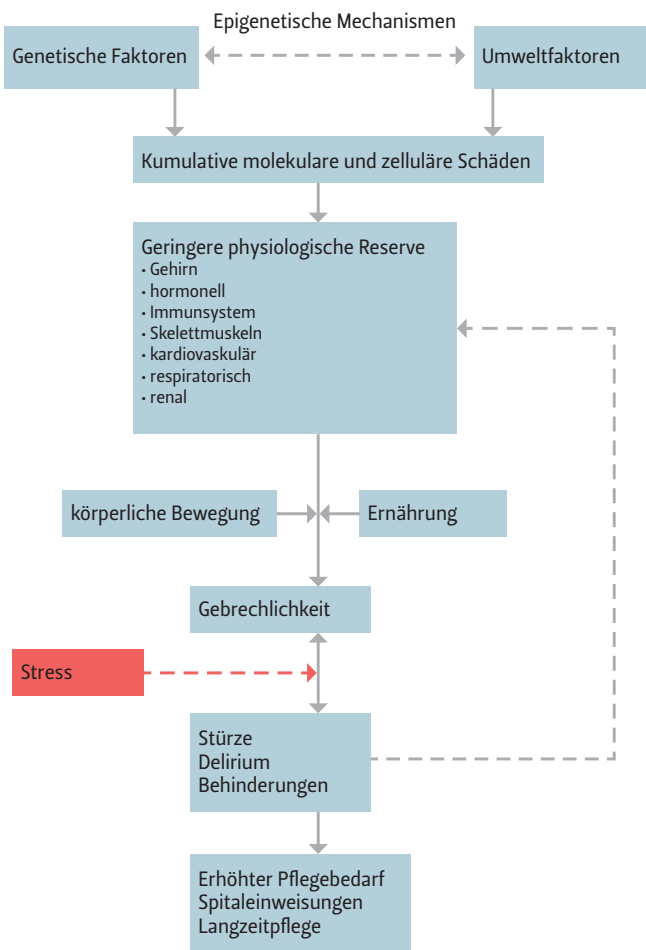 Epigenetische Mechanismen
Genetische Faktoren
Umweltfaktoren
Kumulative molekulare und zelluläre Schäden
Geringere physiologische Reserve
· Gehirn
· hormonell
· Immunsystem
· Skelettmuskeln
· kardiovaskulär
· respiratorisch
· renal
körperliche Bewegung
Ernährung
Gebrechlichkeit
Stress
Stürze
Delirium
Behinderungen
Erhöhter Pflegebedarf
Spitaleinweisungen
Langzeitpflege